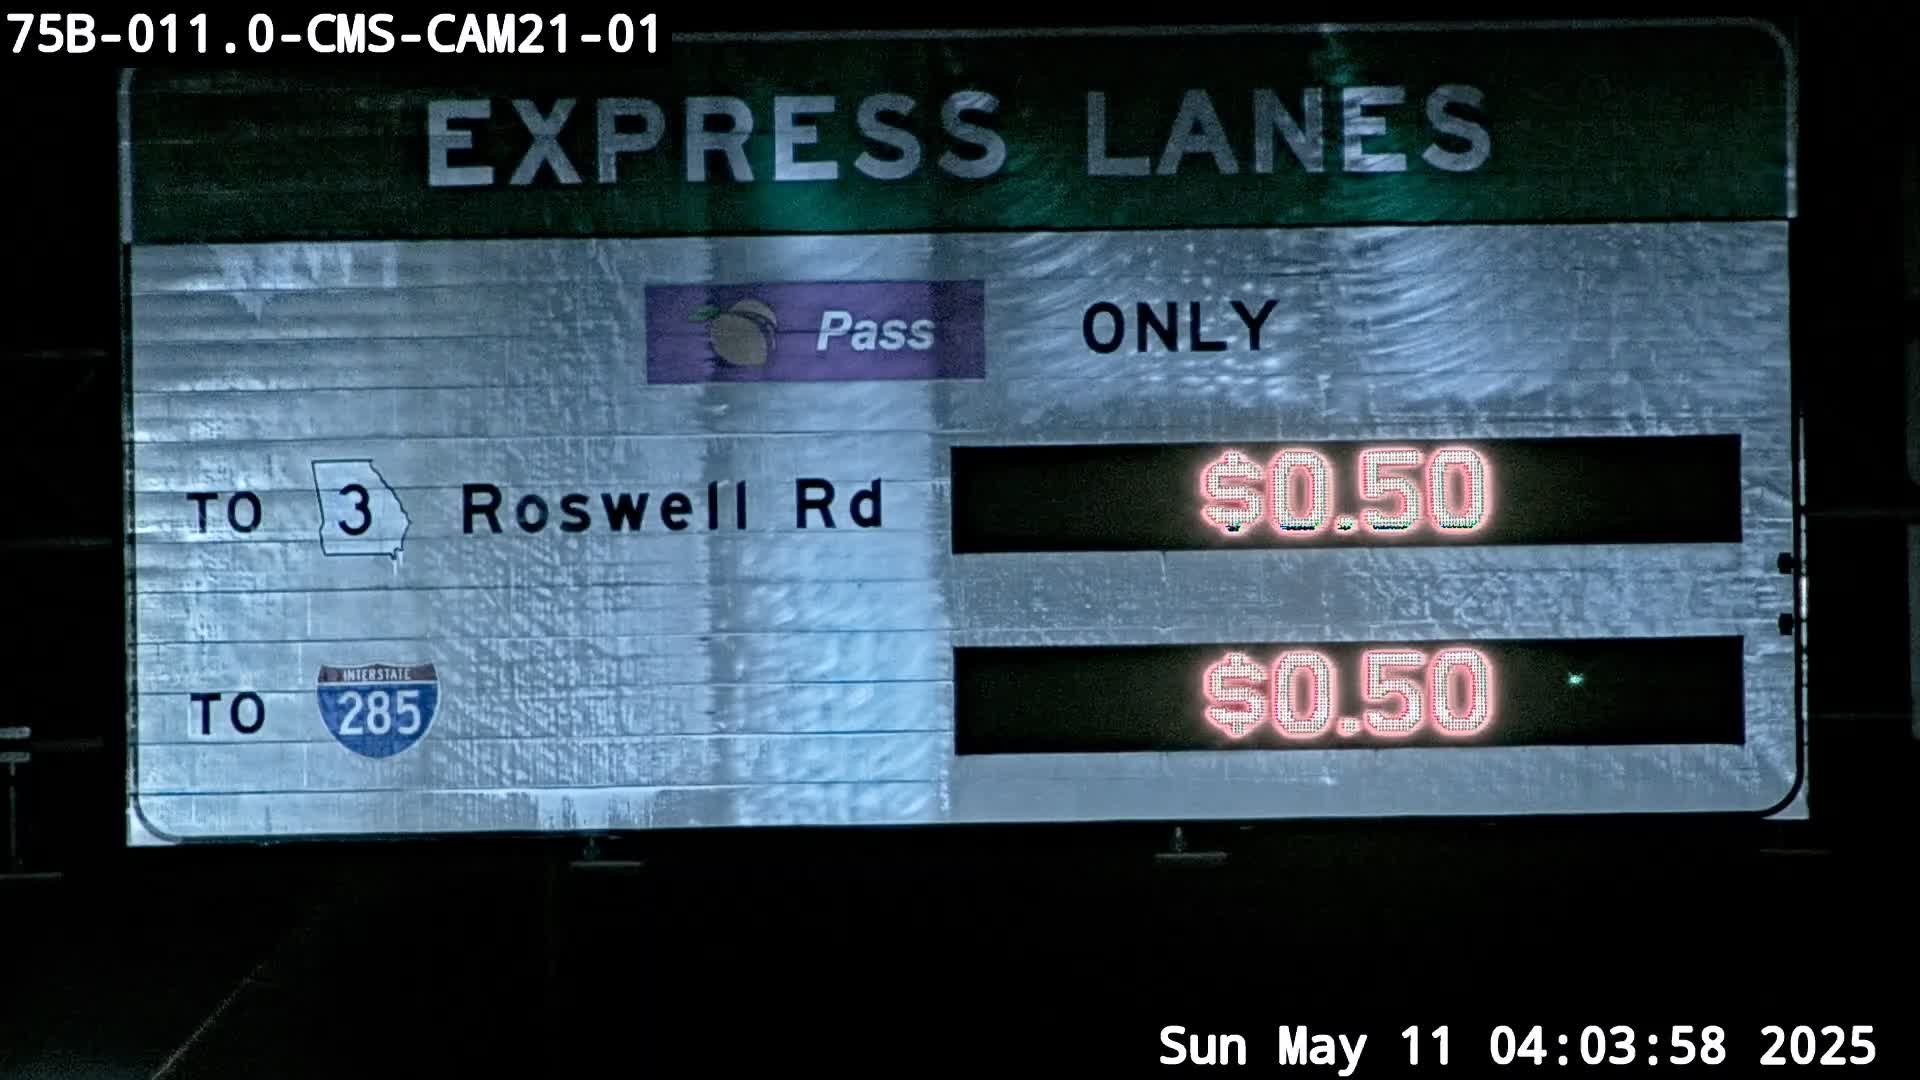 75B-011.0-CMS-CAM21-01
EXPRESS LANES
Pass ONLY
TO 3 Roswell Rd $0.50
TO INTERSTATE 285 $0.50
Sun May 11 04:03:58 2025